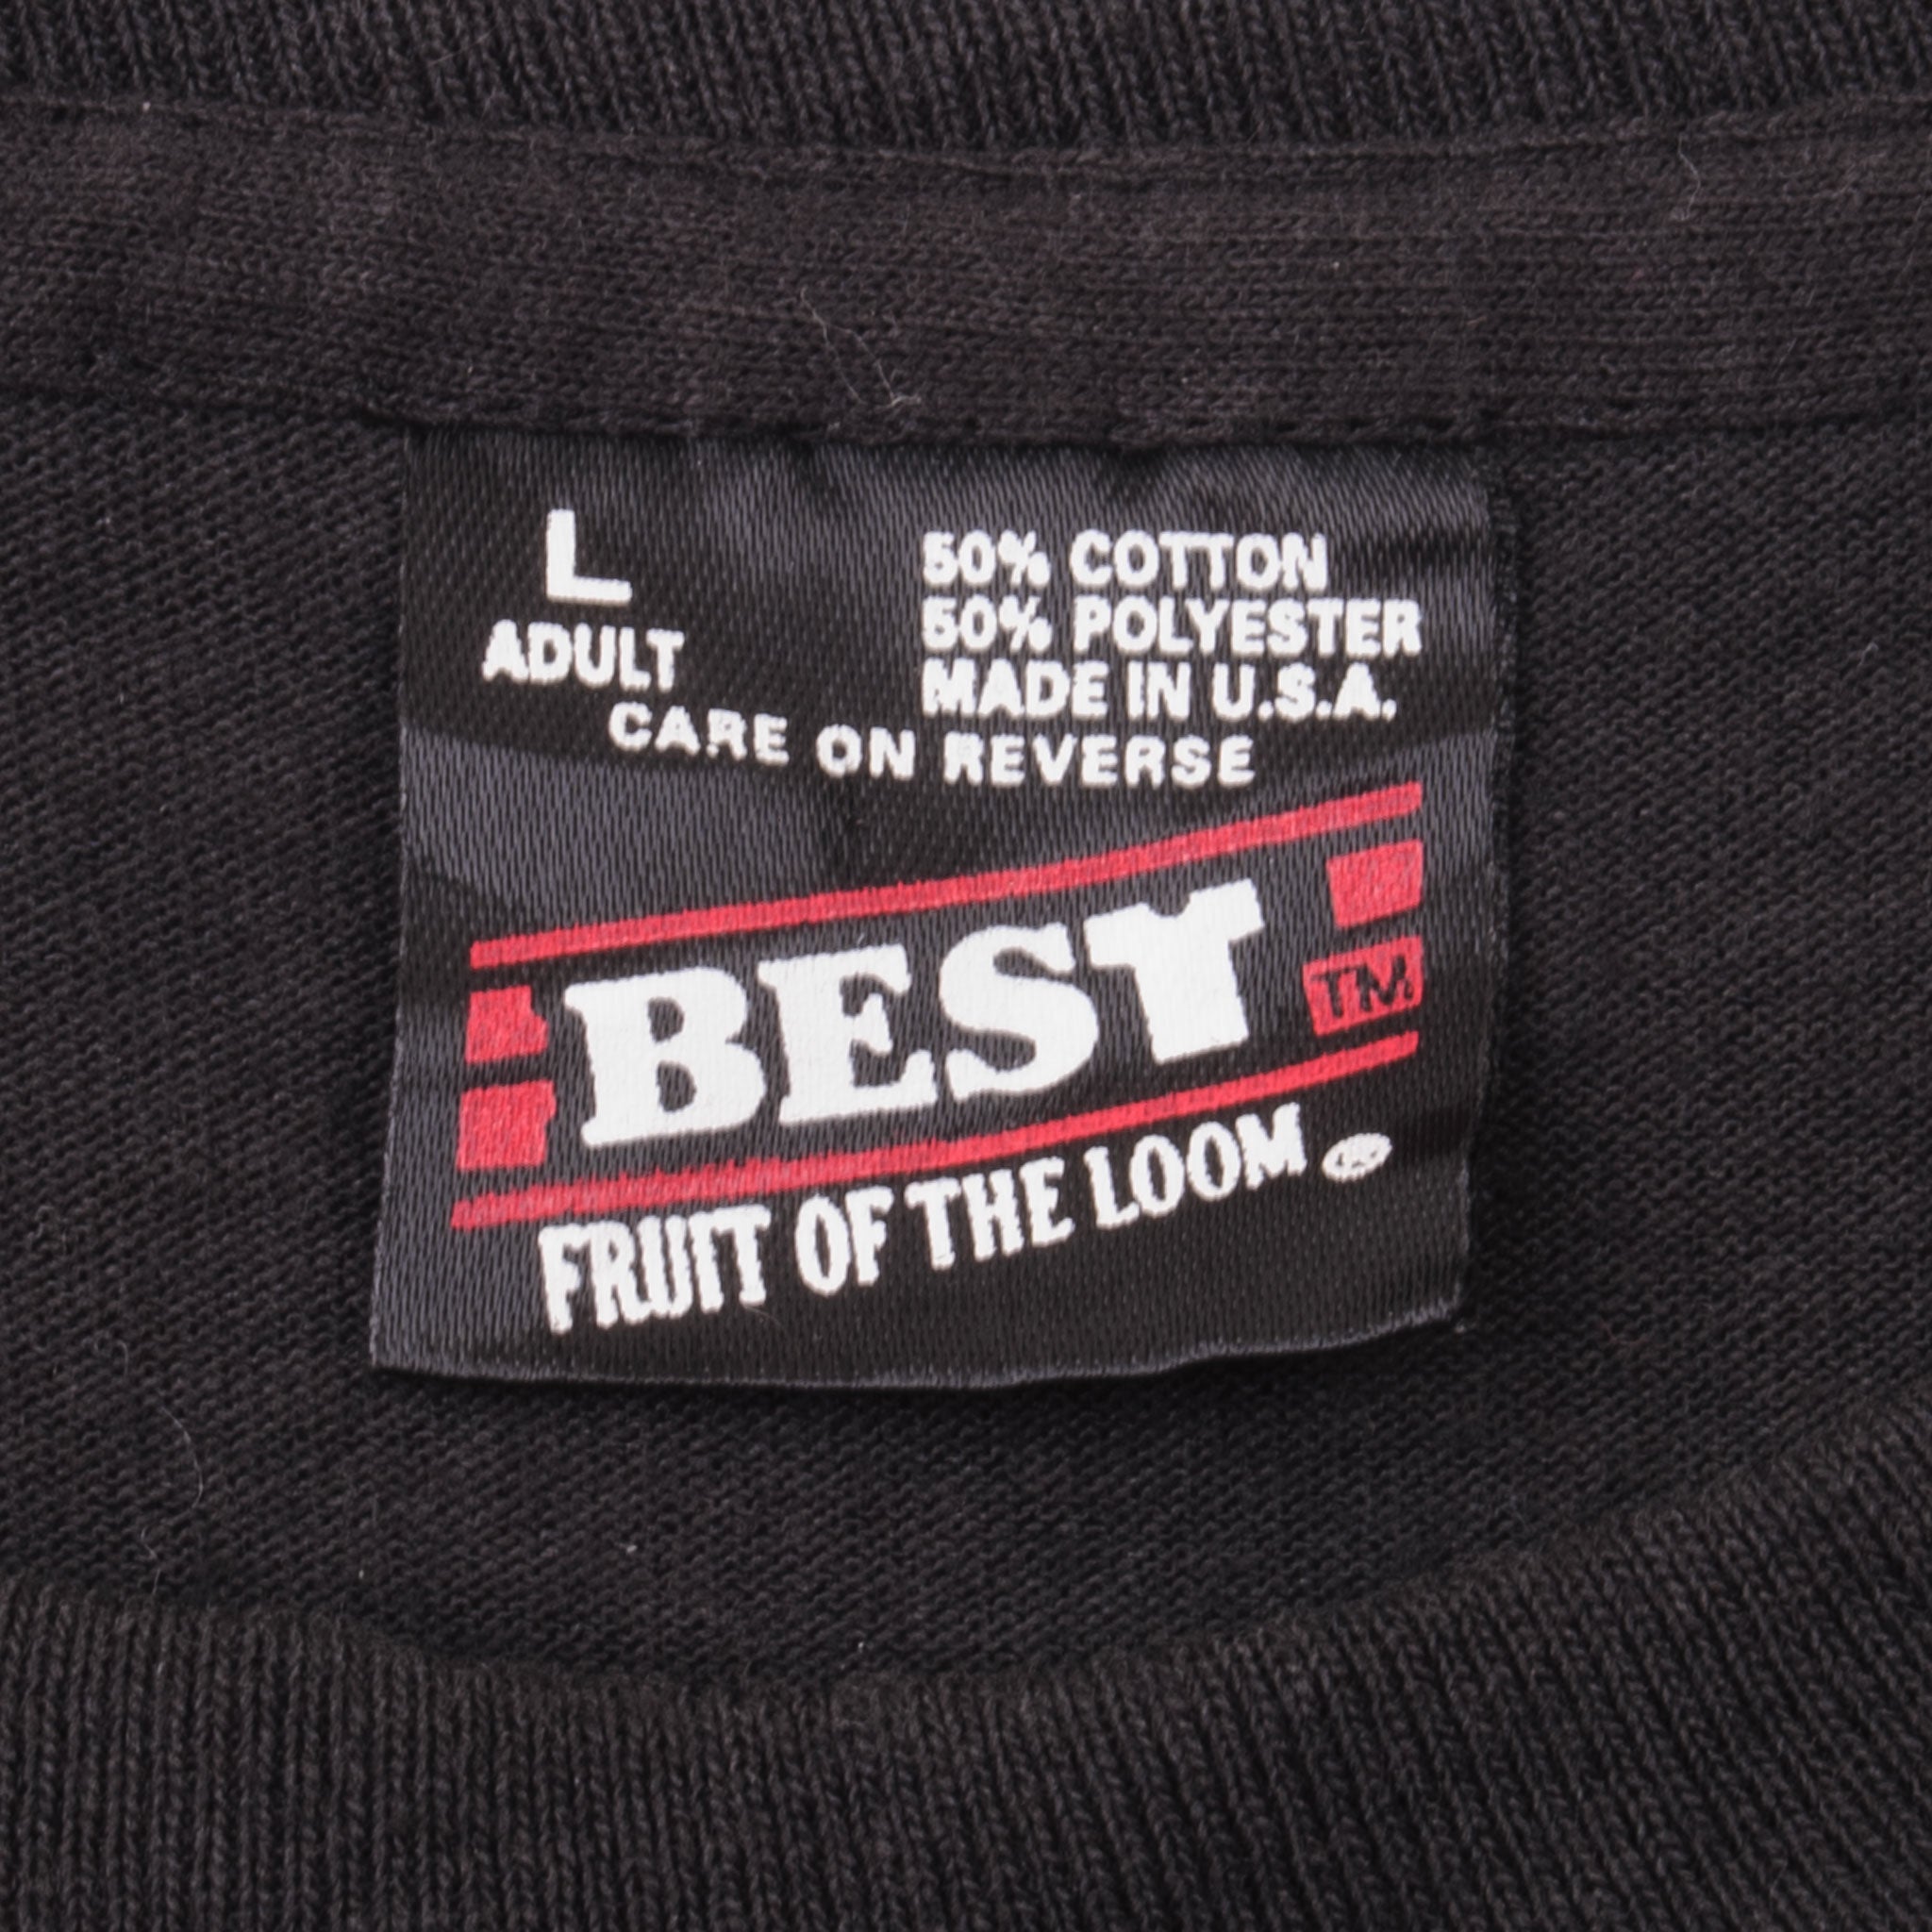 L
ADULT
50% COTTON
50% POLYESTER
MADE IN U.S.A.
CARE ON REVERSE
BEST
TM
FRUIT OF THE LOOM ®